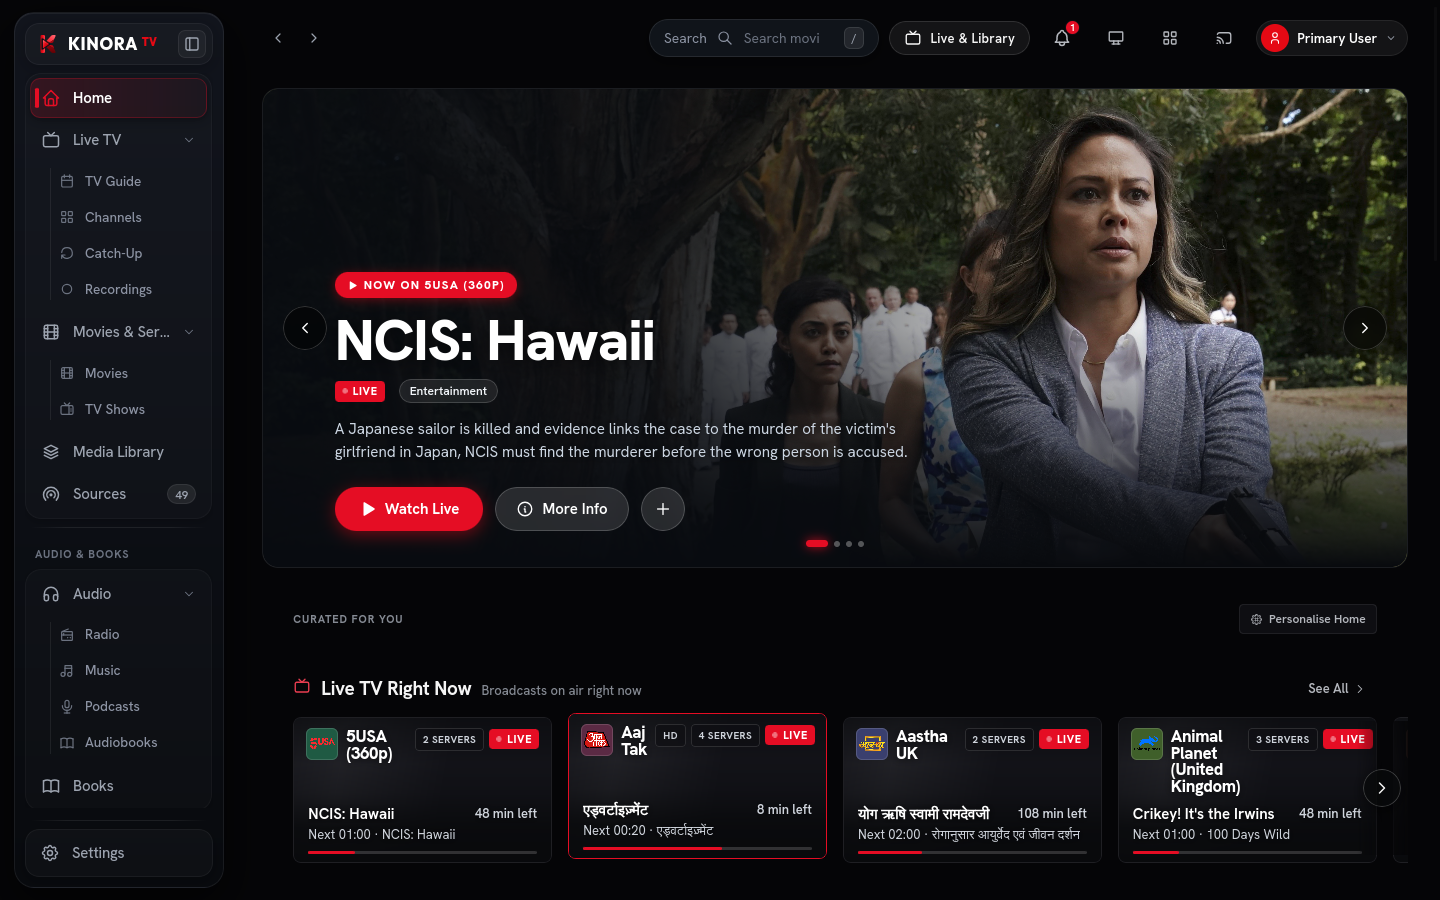 KINORA TV
Home
Live TV
TV Guide
Channels
Catch-Up
Recordings
Movies & Ser...
Movies
TV Shows
Media Library
Sources 49
AUDIO & BOOKS
Audio
Radio
Music
Podcasts
Audiobooks
Books
Settings
Search Search movi /
Live & Library
1
Primary User
NOW ON 5USA (360P)
NCIS: Hawaii
LIVE Entertainment
A Japanese sailor is killed and evidence links the case to the murder of the victim's
girlfriend in Japan, NCIS must find the murderer before the wrong person is accused.
Watch Live More Info
CURATED FOR YOU
Personalise Home
Live TV Right Now Broadcasts on air right now
See All
5USA
(360p)
2 SERVERS LIVE
NCIS: Hawaii 48 min left
Next 01:00 · NCIS: Hawaii
Aaj
Tak
HD 4 SERVERS LIVE
एड्वर्टाइज़्मेंट 8 min left
Next 00:20 · एड्वर्टाइज़्मेंट
Aastha
UK
2 SERVERS LIVE
योग ऋषि स्वामी रामदेवजी 108 min left
Next 02:00 · रोगानुसार आयुर्वेद एवं जीवन दर्शन
Animal
Planet
(United
Kingdom)
3 SERVERS LIVE
Crikey! It's the Irwins 48 min left
Next 01:00 · 100 Days Wild